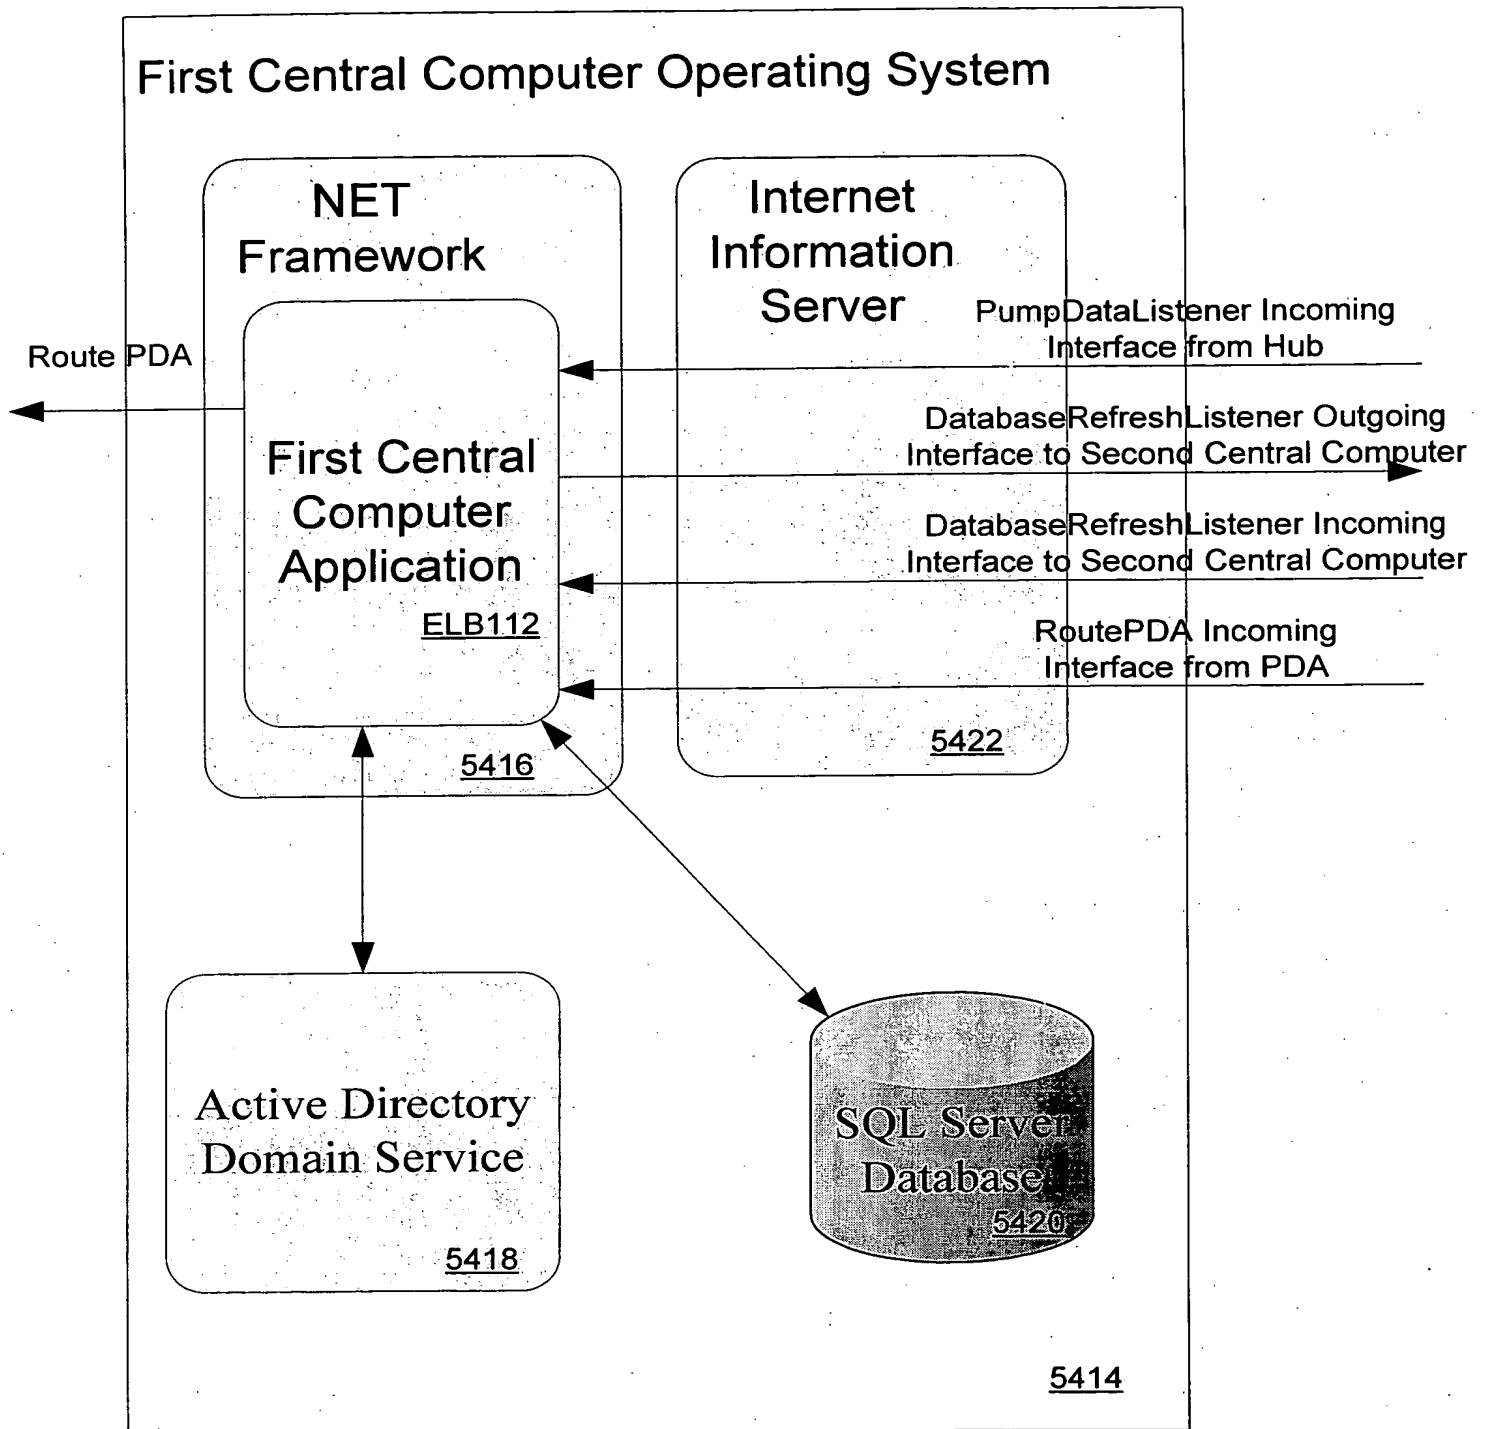 First Central Computer Operating System
NET
Framework
Internet
Information
Server
PumpDataListener Incoming
Interface from Hub
Route PDA
DatabaseRefreshListener Outgoing
Interface to Second Central Computer
First Central
Computer
Application
ELB112
DatabaseRefreshListener Incoming
Interface to Second Central Computer
RoutePDA Incoming
Interface from PDA
5416
5422
Active Directory
Domain Service
5418
SQL Server
Database
5420
5414